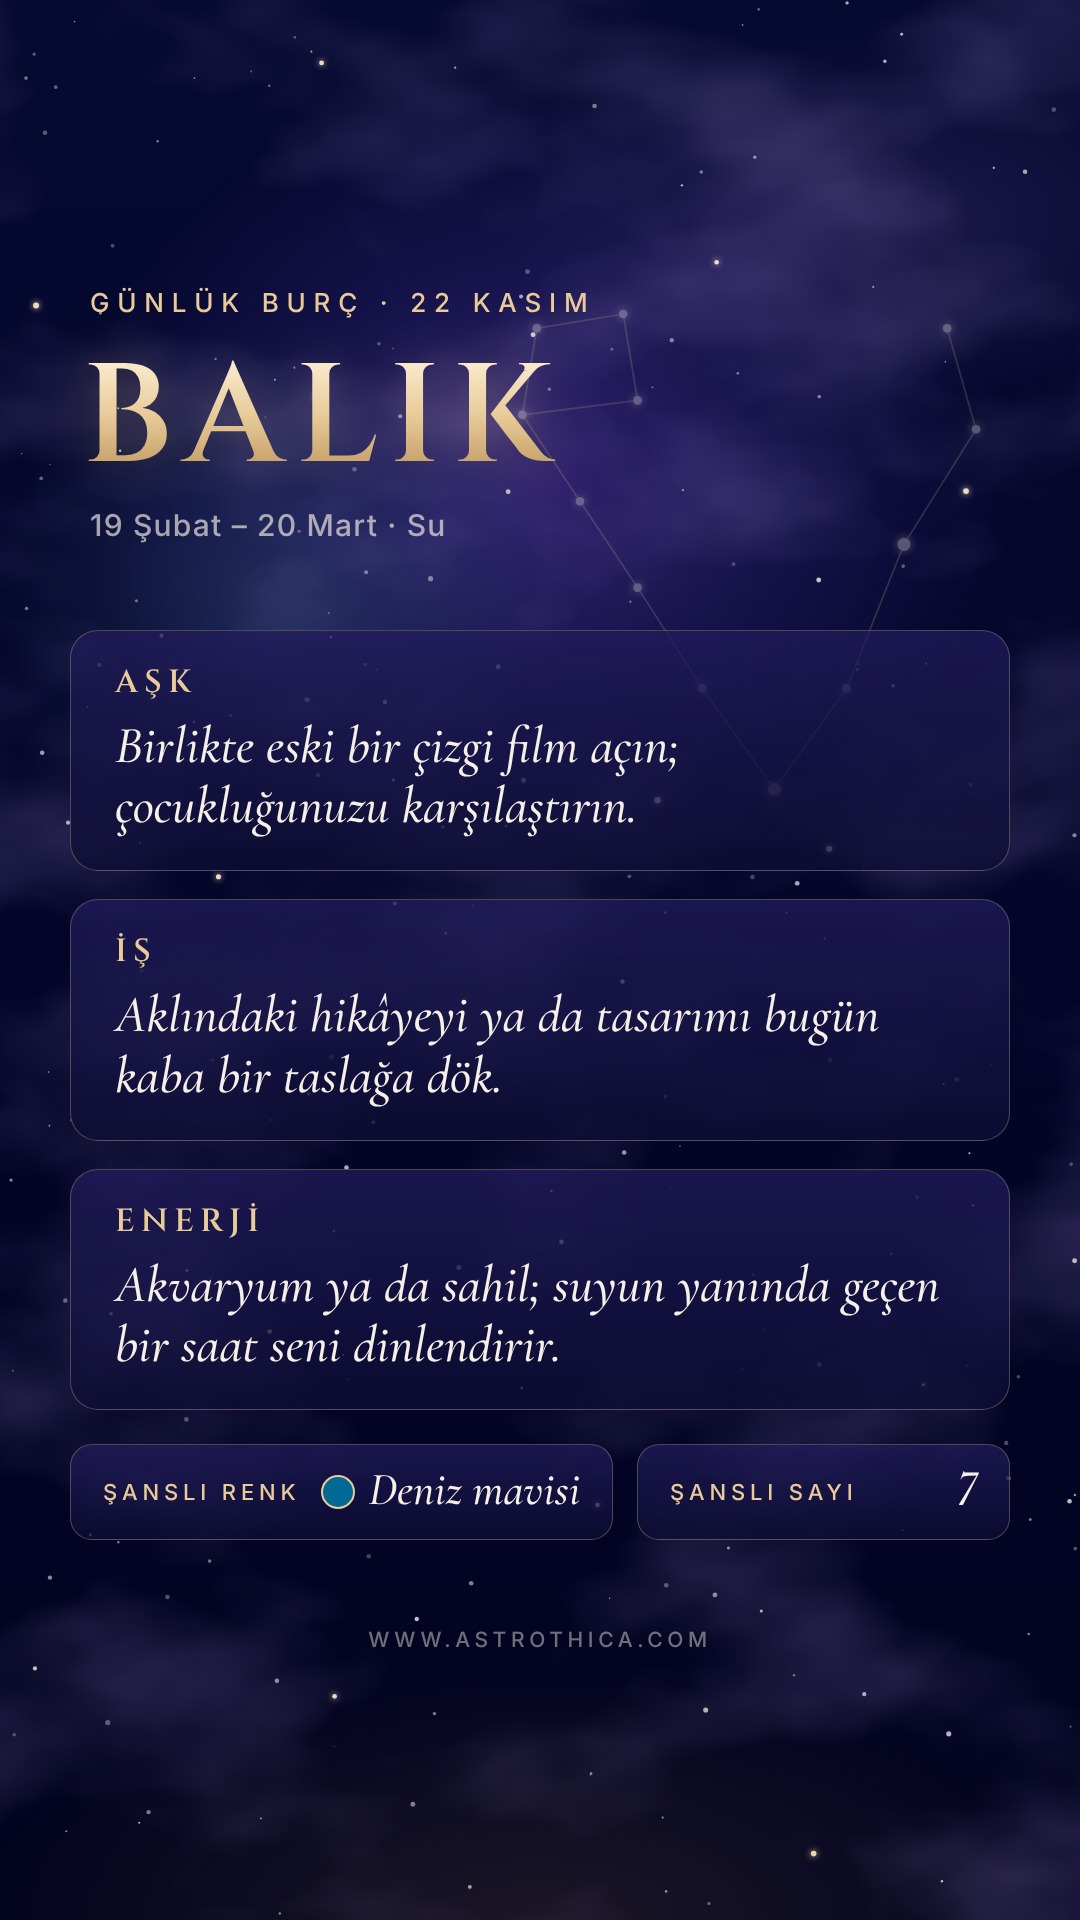 GÜNLÜK BURÇ · 22 KASIM
BALIK
19 Şubat – 20 Mart · Su
AŞK
Birlikte eski bir çizgi film açın;
çocukluğunuzu karşılaştırın.
İŞ
Aklındaki hikâyeyi ya da tasarımı bugün
kaba bir taslağa dök.
ENERJİ
Akvaryum ya da sahil; suyun yanında geçen
bir saat seni dinlendirir.
ŞANSLI RENK Deniz mavisi
ŞANSLI SAYI 7
WWW.ASTROTHICA.COM